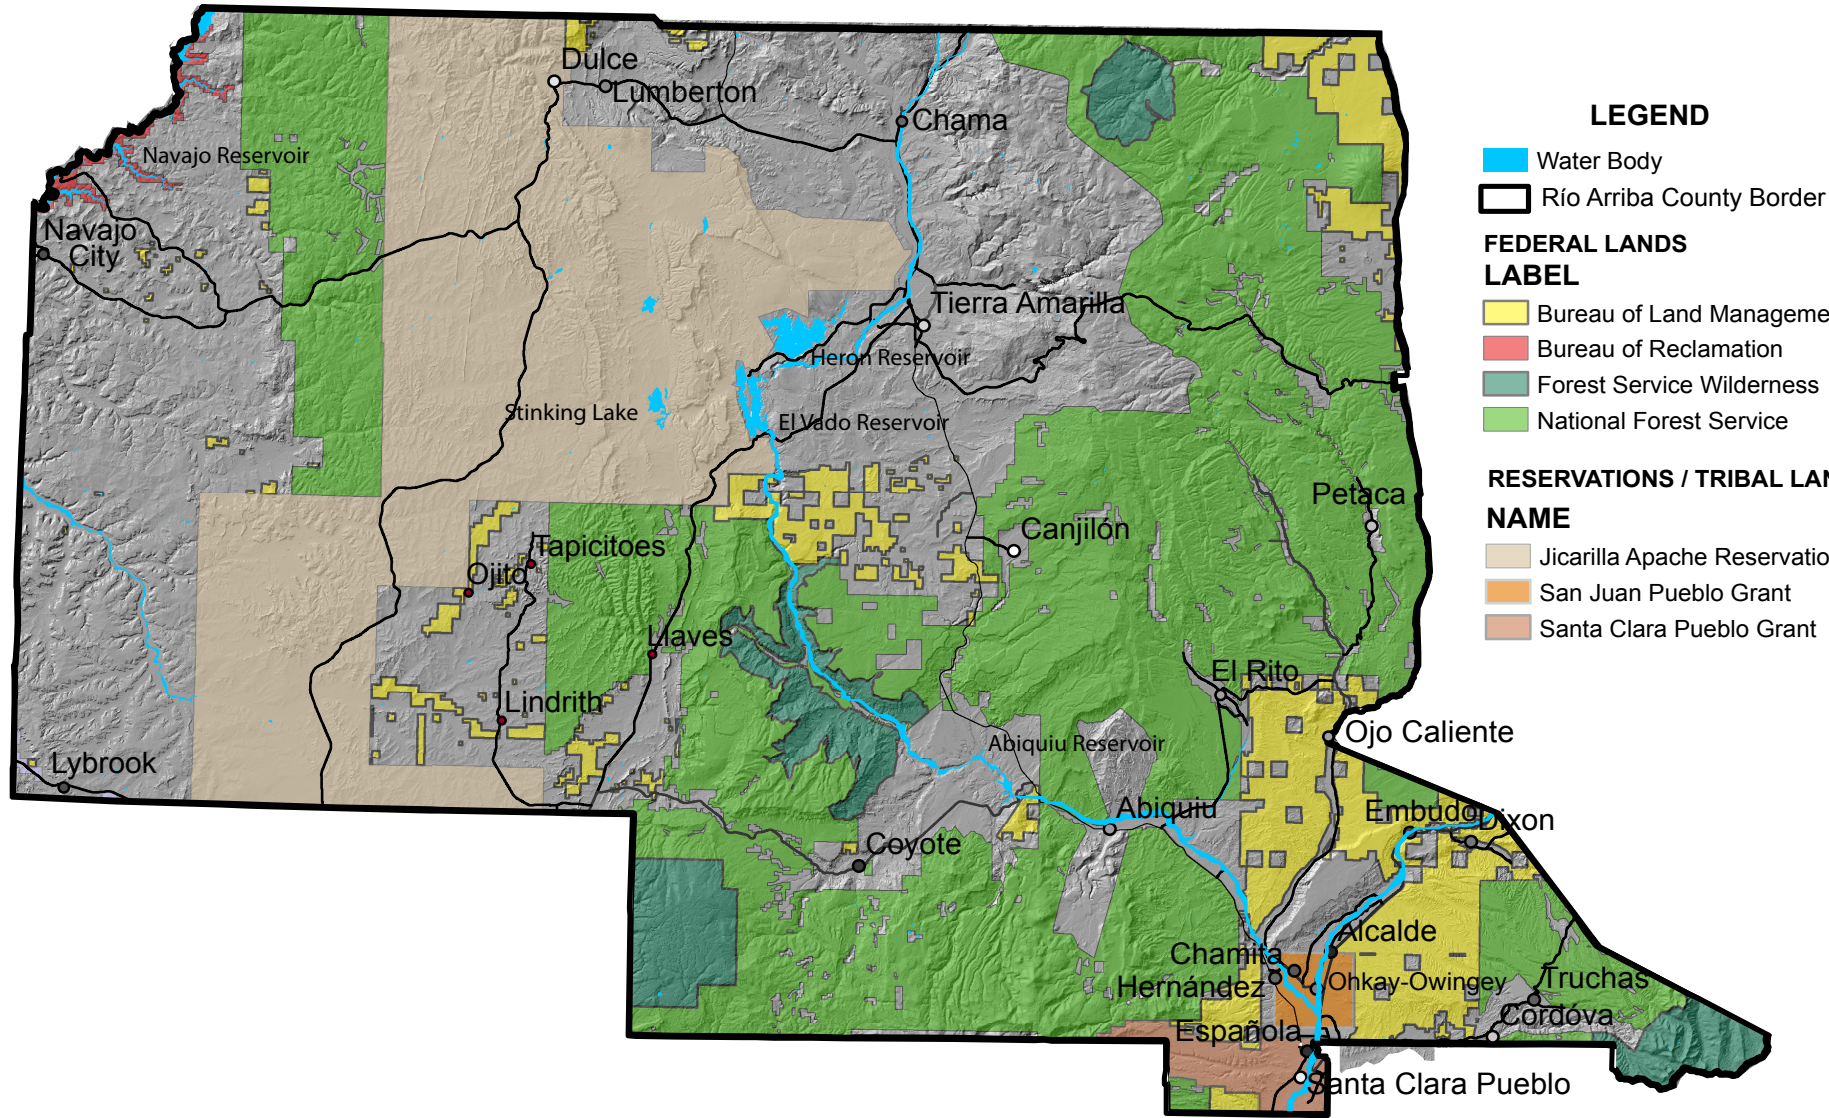 Dulce
Lumberton
Chama
Navajo Reservoir
Navajo
City
Tierra Amarilla
Heron Reservoir
Stinking Lake
El Vado Reservoir
Petaca
Canjilón
Tapicitoes
Ojito
Llaves
El Rito
Lindrith
Ojo Caliente
Abiquiu Reservoir
Lybrook
Abiquiu
Embudo
Dixon
Coyote
Alcalde
Chamita
Hernández
Ohkay-Owingey
Truchas
Cordova
Española
Santa Clara Pueblo
LEGEND
Water Body
Río Arriba County Border
FEDERAL LANDS
LABEL
Bureau of Land Manageme
Bureau of Reclamation
Forest Service Wilderness
National Forest Service
RESERVATIONS / TRIBAL LAN
NAME
Jicarilla Apache Reservatio
San Juan Pueblo Grant
Santa Clara Pueblo Grant